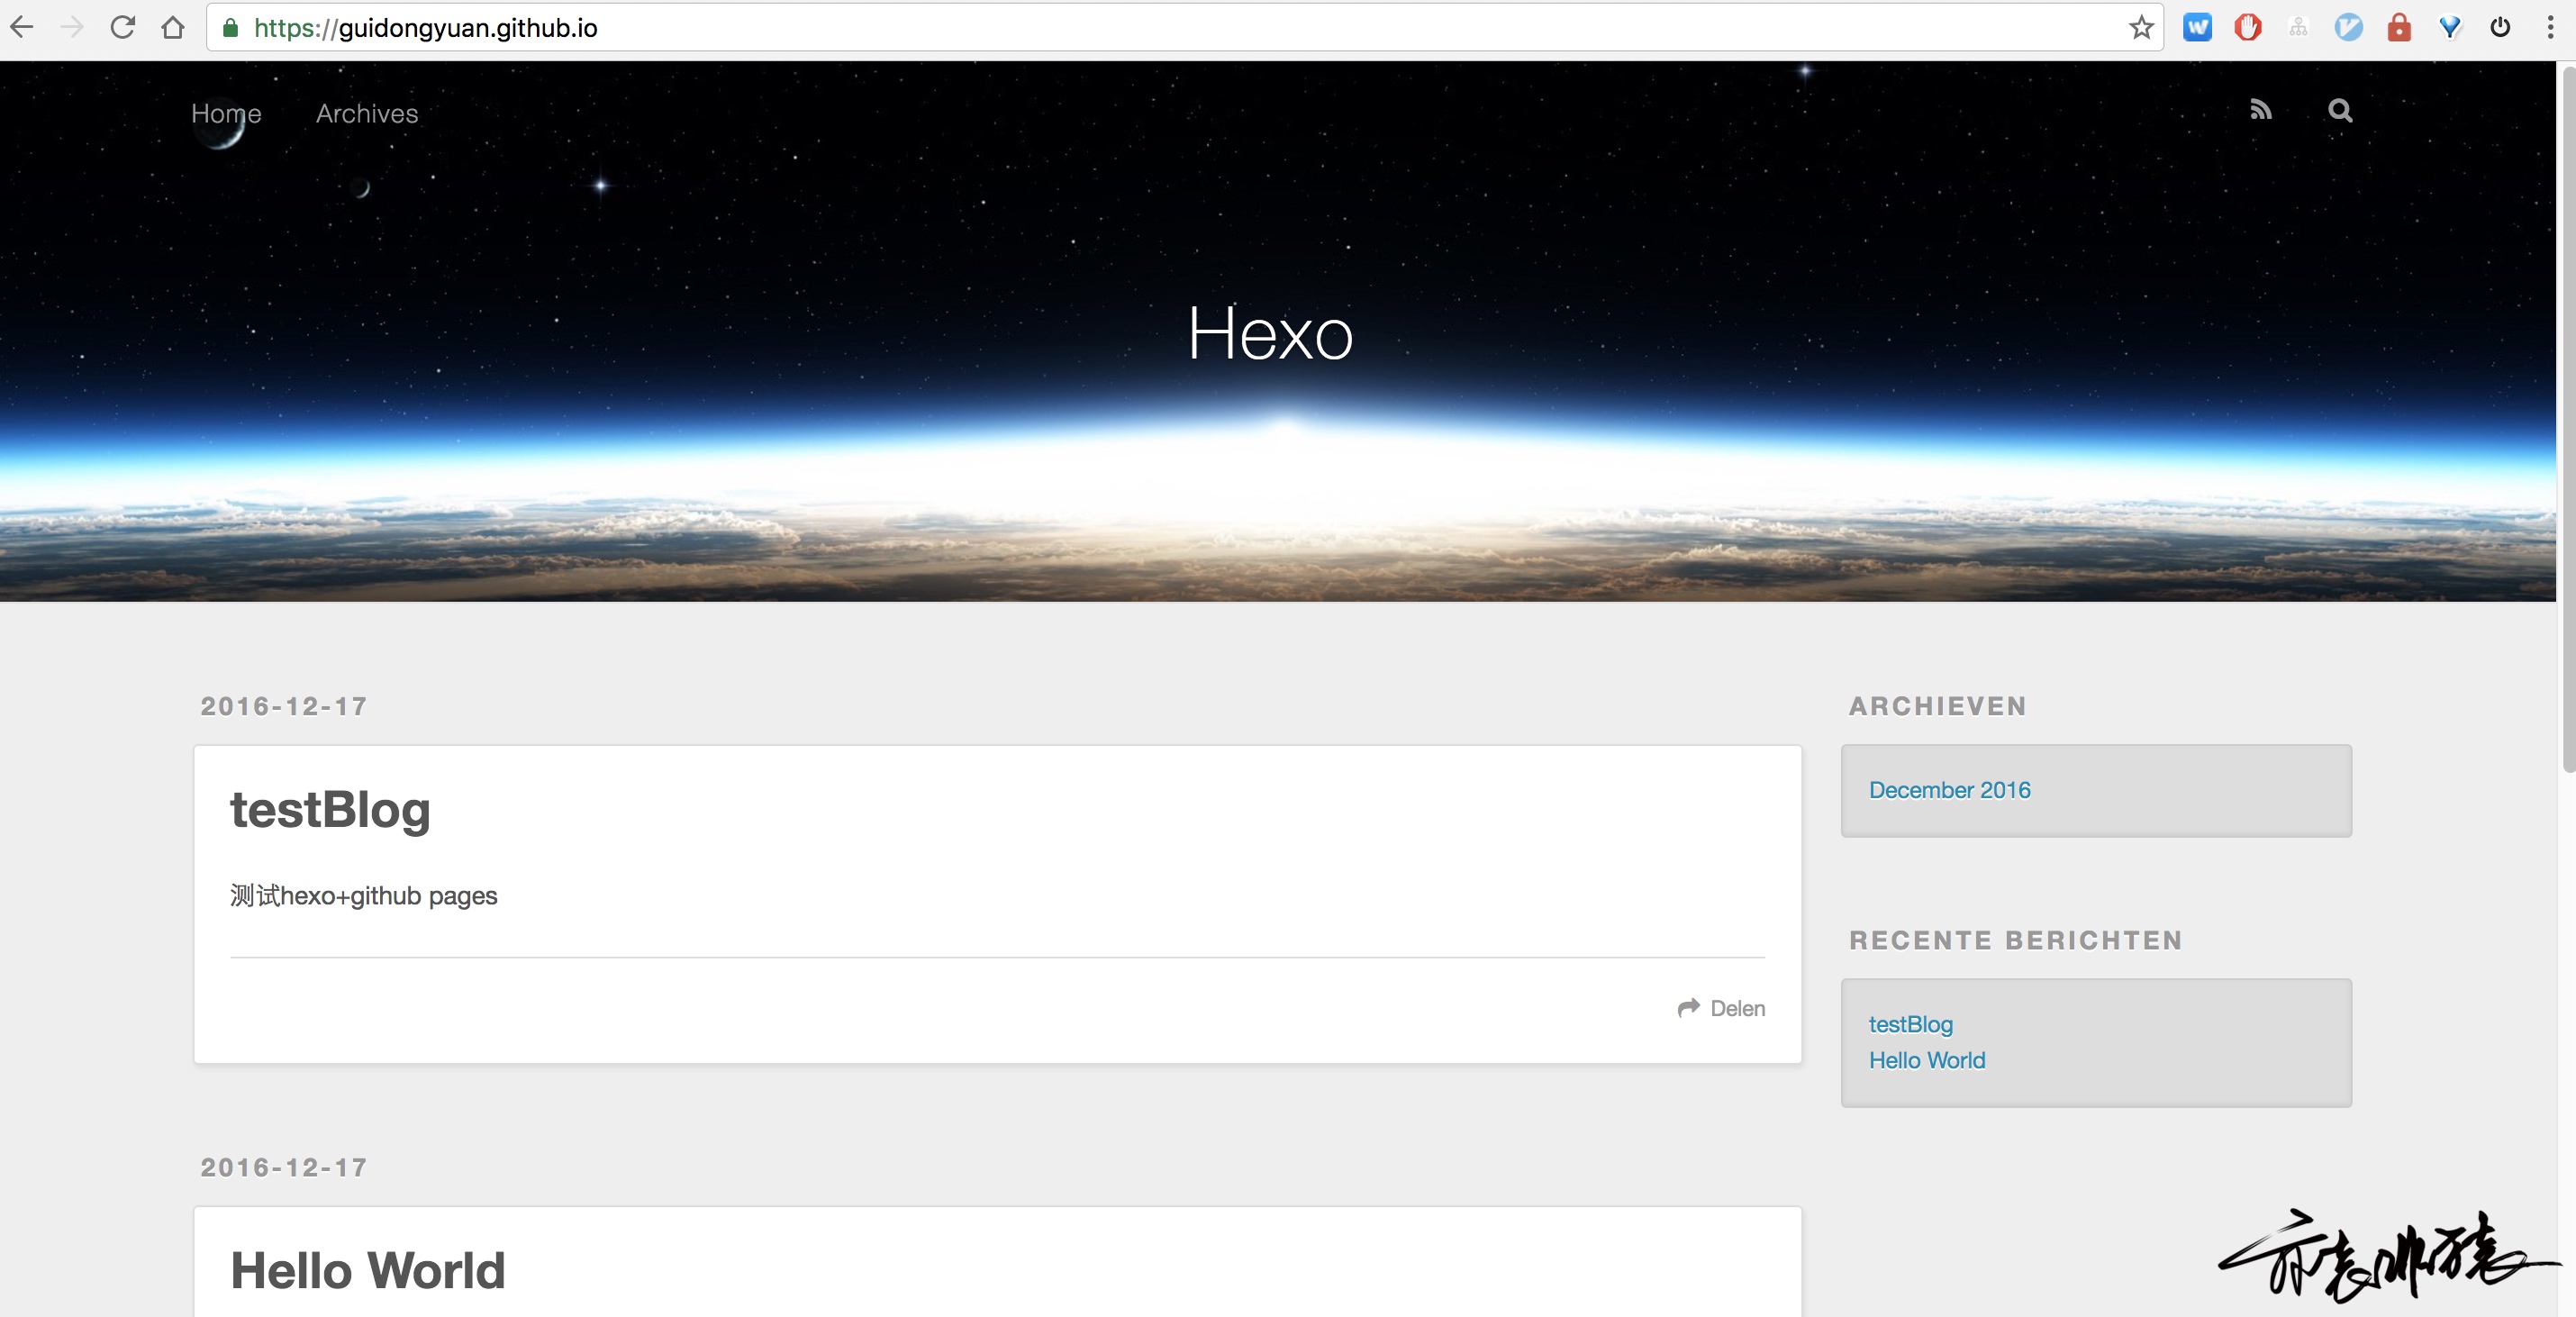 https://guidongyuan.github.io
Home
Archives
Hexo
2016-12-17
testBlog
测试hexo+github pages
Delen
2016-12-17
Hello World
ARCHIEVEN
December 2016
RECENTE BERICHTEN
testBlog
Hello World